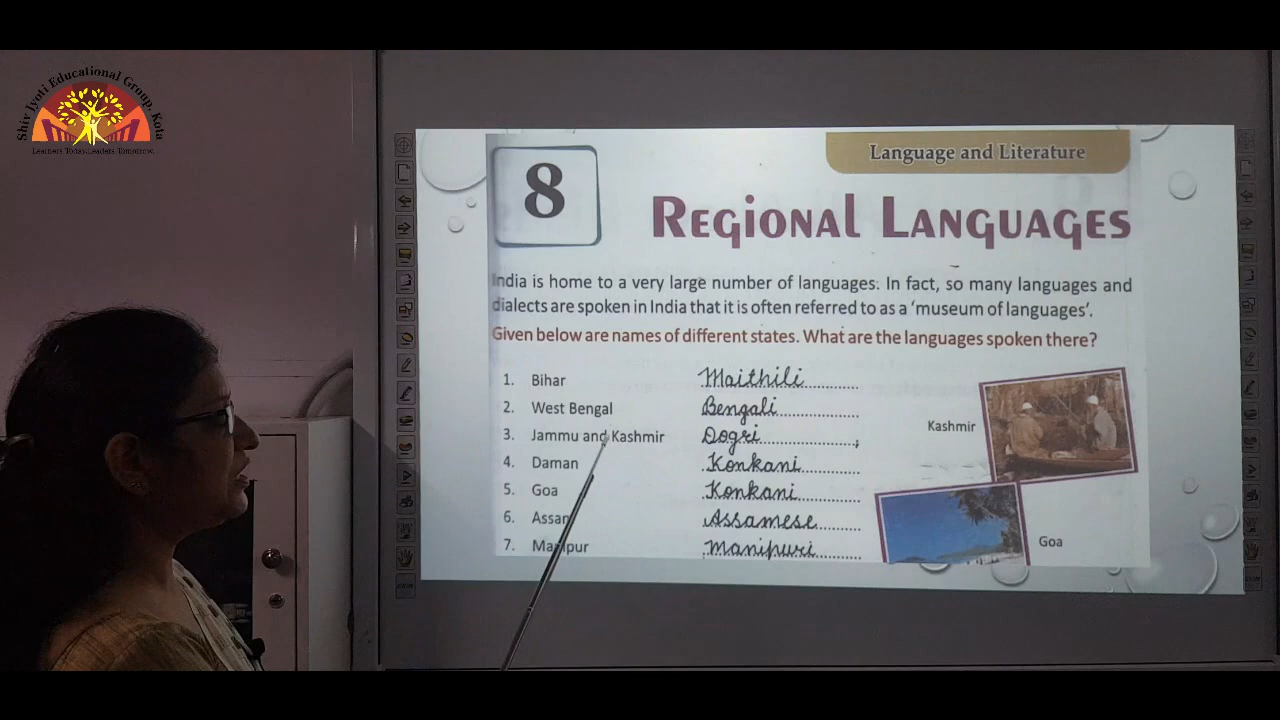 Shiv Jyoti Educational Group, Kota
Learners Today.Leaders Tomorrow.
8
Language and Literature
REGIONAL LANGUAGES
India is home to a very large number of languages. In fact, so many languages and
dialects are spoken in India that it is often referred to as a ‘museum of languages’.
Given below are names of different states. What are the languages spoken there?
1. Bihar Maithili
2. West Bengal Bengali
3. Jammu and Kashmir Dogri
4. Daman Konkani
5. Goa Konkani
6. Assam Assamese
7. Manipur Manipuri
Kashmir
Goa